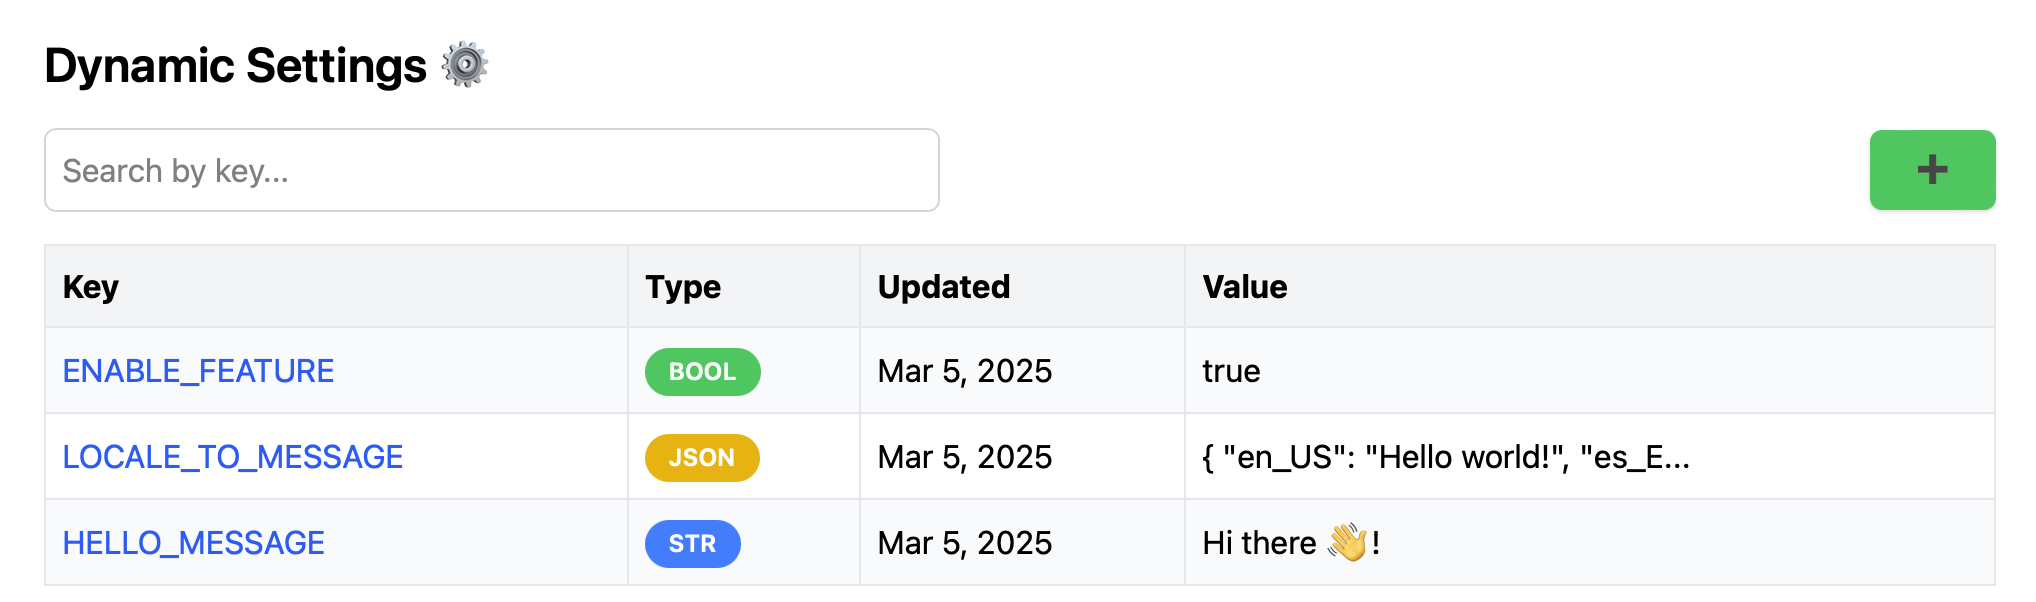 Dynamic Settings ⚙️
Search by key...
Key Type Updated Value
ENABLE_FEATURE BOOL Mar 5, 2025 true
LOCALE_TO_MESSAGE JSON Mar 5, 2025 { "en_US": "Hello world!", "es_E...
HELLO_MESSAGE STR Mar 5, 2025 Hi there 👋!